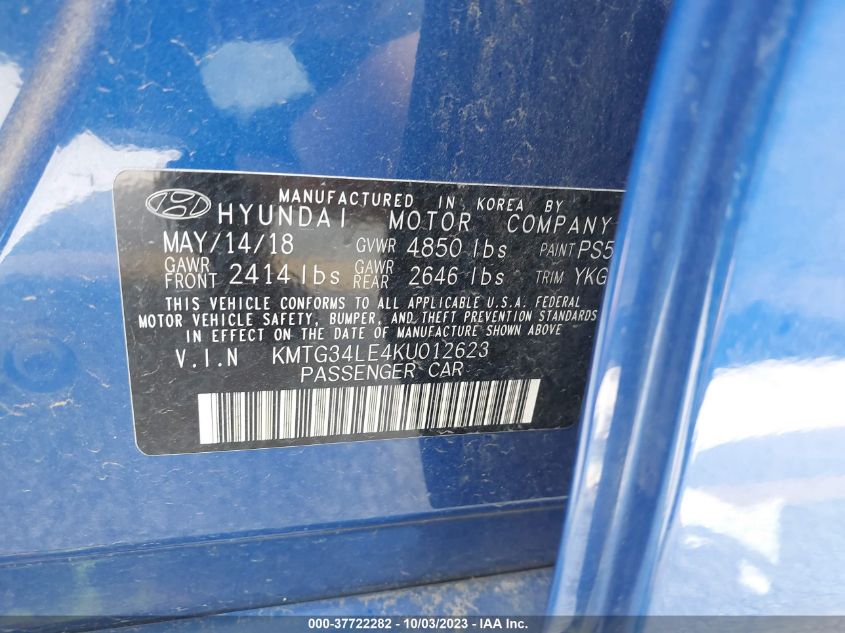 MANUFACTURED IN KOREA BY
HYUNDAI MOTOR COMPANY
MAY/14/18 GVWR 4850 lbs PAINT PS5
GAWR FRONT 2414 lbs GAWR REAR 2646 lbs TRIM YKG
THIS VEHICLE CONFORMS TO ALL APPLICABLE U.S.A. FEDERAL
MOTOR VEHICLE SAFETY, BUMPER, AND THEFT PREVENTION STANDARDS
IN EFFECT ON THE DATE OF MANUFACTURE SHOWN ABOVE
V.I.N KMTG34LE4KU012623
PASSENGER CAR
000-37722282 - 10/03/2023 - IAA Inc.